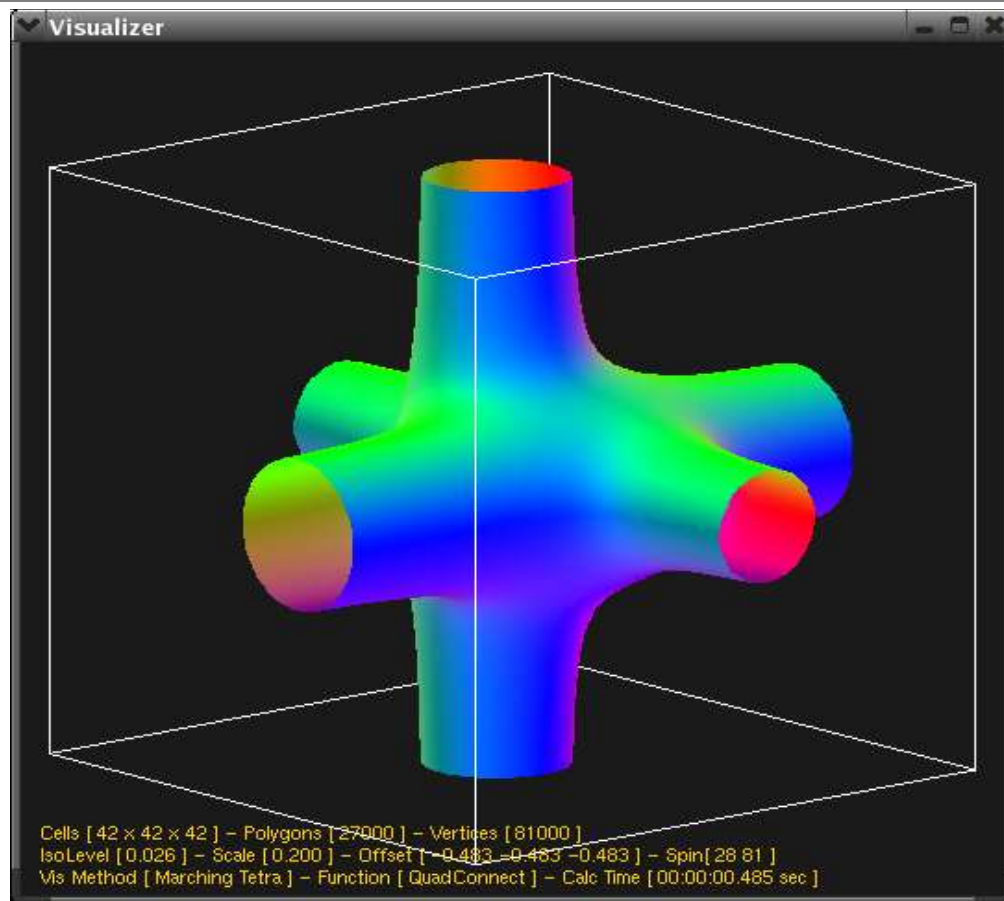 Visualizer
Cells [ 42 x 42 x 42 ] – Polygons [ 27000 ] – Vertices [ 81000 ]
IsoLevel [ 0.026 ] – Scale [ 0.200 ] – Offset [ -0.483 -0.483 -0.483 ] – Spin[ 28 81 ]
Vis Method [ Marching Tetra ] – Function [ QuadConnect ] – Calc Time [ 00:00:00.485 sec ]